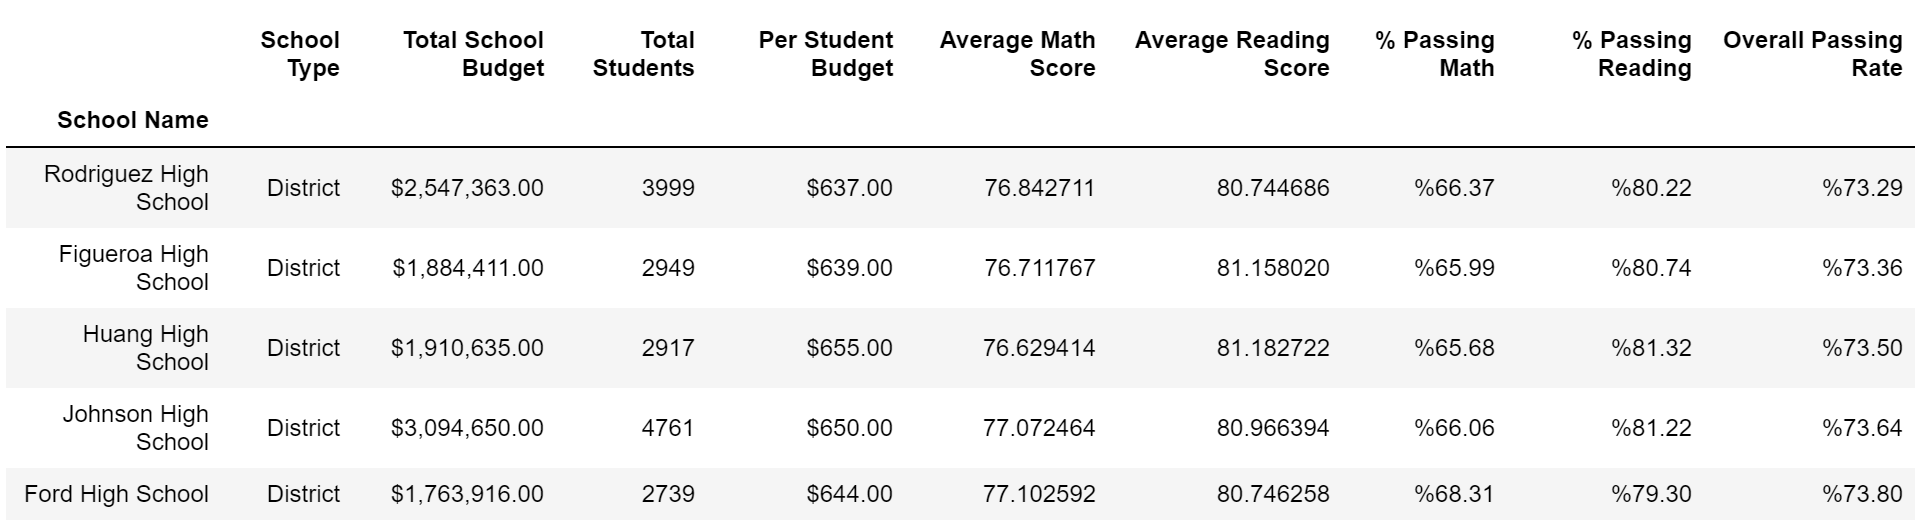 School Type Total School Budget Total Students Per Student Budget Average Math Score Average Reading Score % Passing Math % Passing Reading Overall Passing Rate
School Name
Rodriguez High School District $2,547,363.00 3999 $637.00 76.842711 80.744686 %66.37 %80.22 %73.29
Figueroa High School District $1,884,411.00 2949 $639.00 76.711767 81.158020 %65.99 %80.74 %73.36
Huang High School District $1,910,635.00 2917 $655.00 76.629414 81.182722 %65.68 %81.32 %73.50
Johnson High School District $3,094,650.00 4761 $650.00 77.072464 80.966394 %66.06 %81.22 %73.64
Ford High School District $1,763,916.00 2739 $644.00 77.102592 80.746258 %68.31 %79.30 %73.80